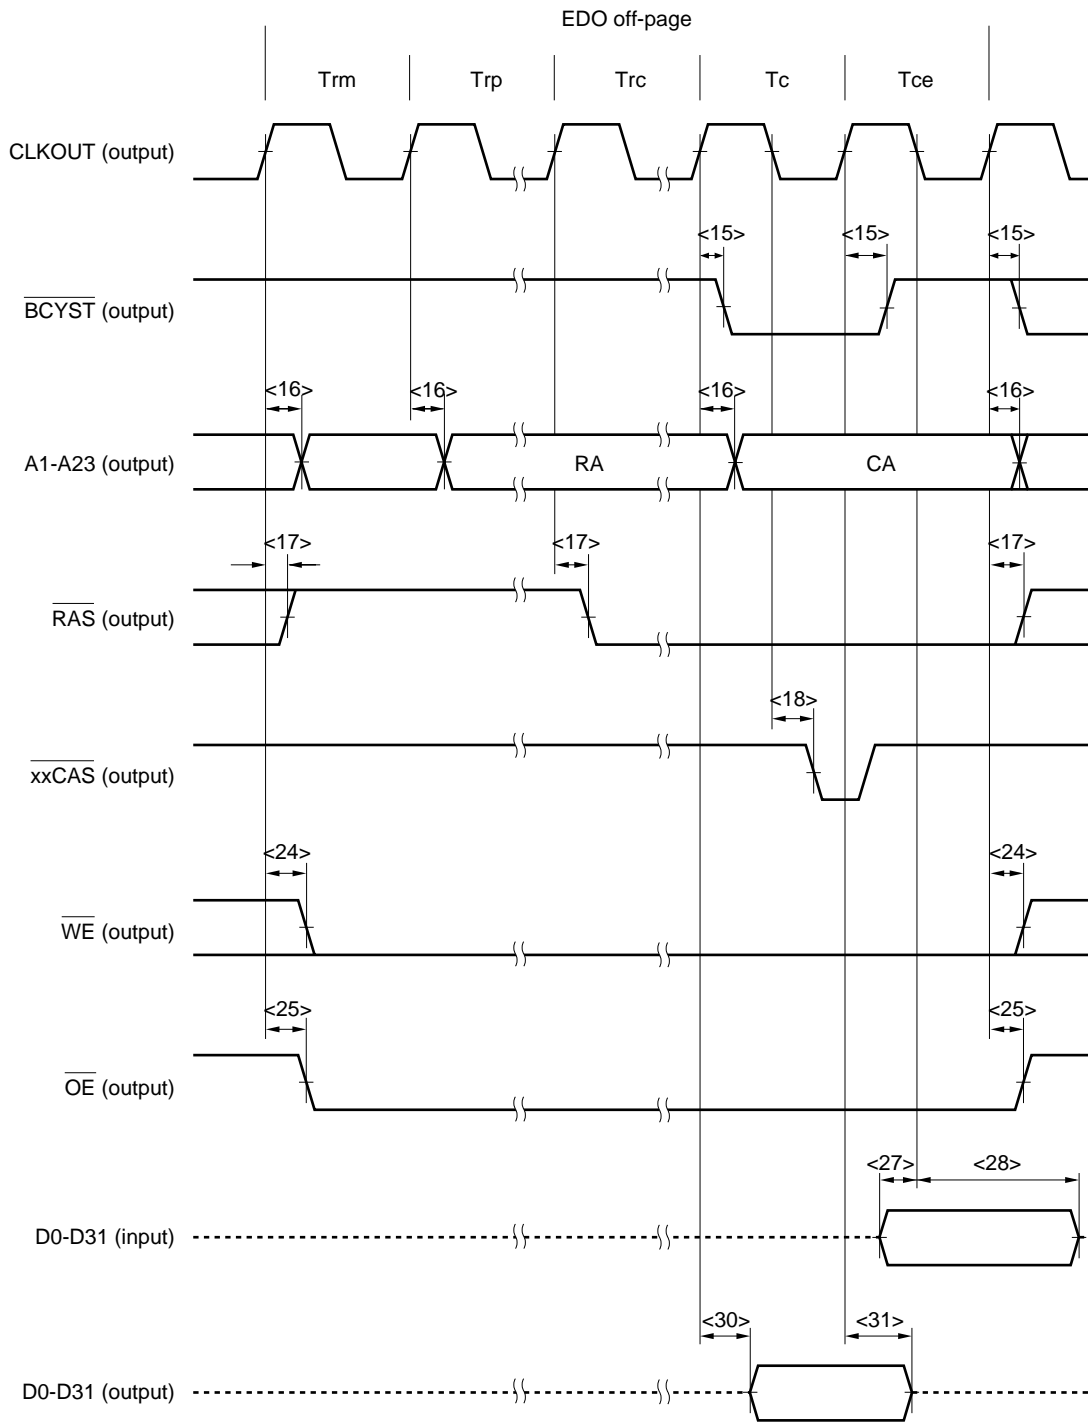 EDO off-page
Trm Trp Trc Tc Tce
CLKOUT (output)
<15> <15> <15>
BCYST (output)
<16> <16> <16> <16>
A1-A23 (output) RA CA
<17> <17> <17>
RAS (output)
<18>
xxCAS (output)
<24> <24>
WE (output)
<25> <25>
OE (output)
<27> <28>
D0-D31 (input)
<30> <31>
D0-D31 (output)